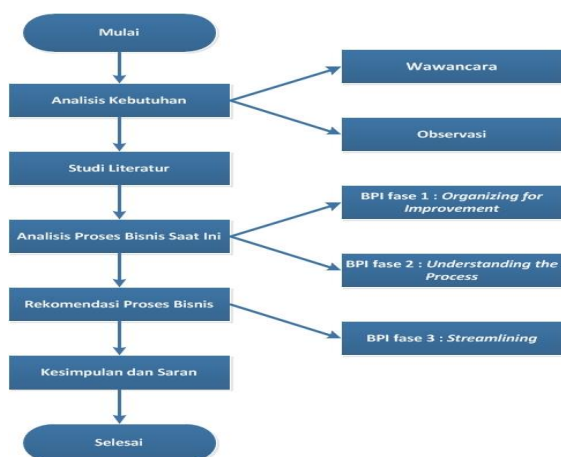 Mulai
Wawancara
Analisis Kebutuhan
Observasi
Studi Literatur
BPI fase 1 : Organizing for
Improvement
Analisis Proses Bisnis Saat Ini
BPI fase 2 : Understanding the
Process
Rekomendasi Proses Bisnis
BPI fase 3 : Streamlining
Kesimpulan dan Saran
Selesai